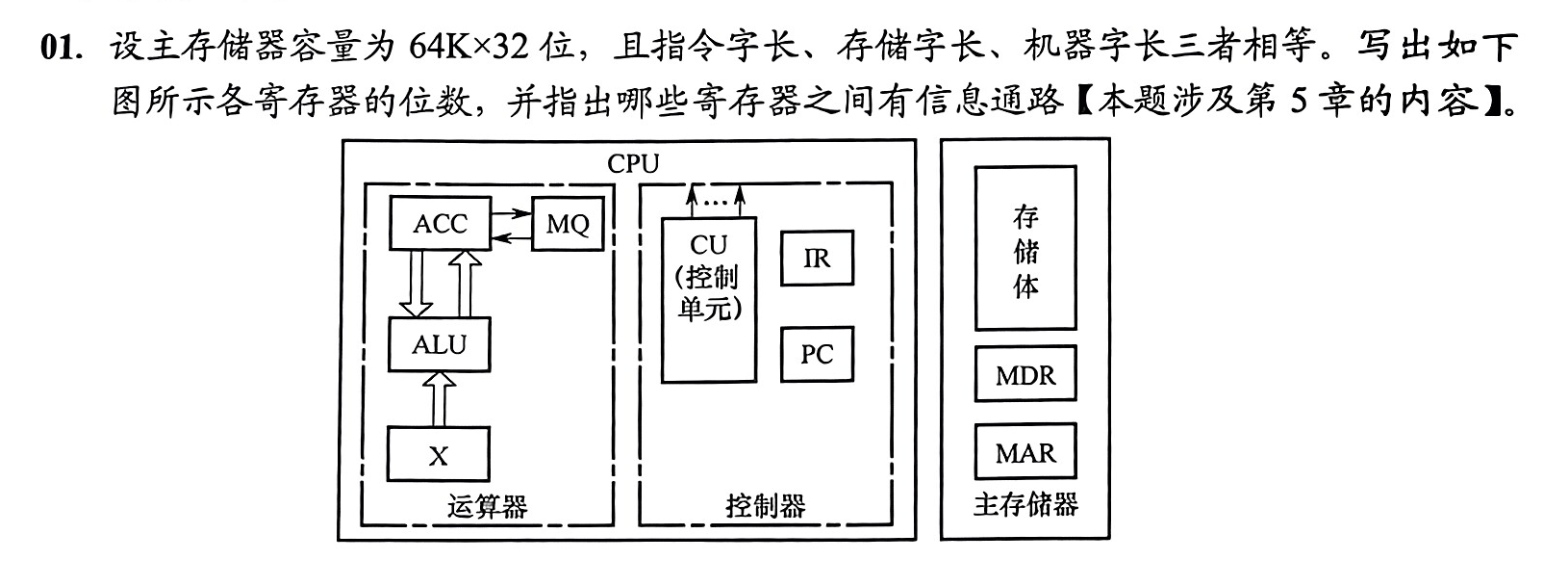 01. 设主存储器容量为 64K×32 位，且指令字长、存储字长、机器字长三者相等。写出如下
图所示各寄存器的位数，并指出哪些寄存器之间有信息通路【本题涉及第 5 章的内容】。
CPU
ACC
MQ
ALU
X
运算器
...
CU
(控制
单元)
IR
PC
控制器
存
储
体
MDR
MAR
主存储器